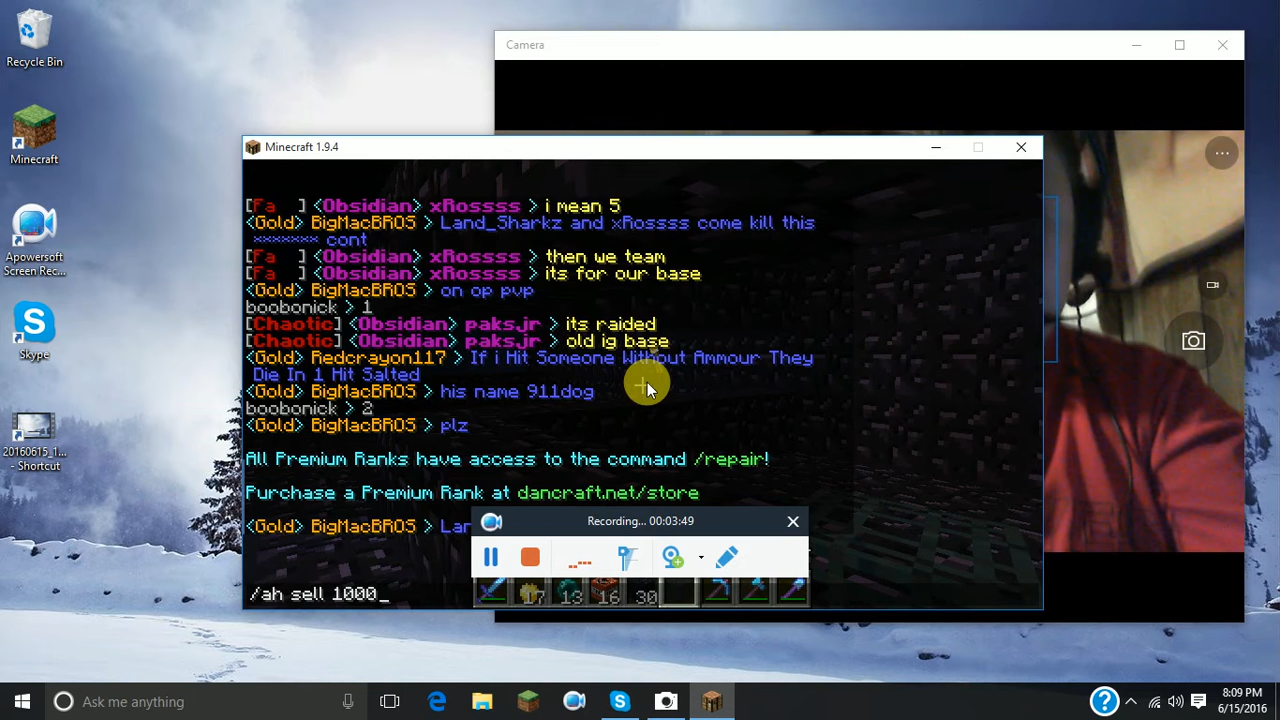 Recycle Bin
Minecraft
Apowersoft
Screen Rec...
Skype
20160615_1...
- Shortcut
Camera
Minecraft 1.9.4
[Fa ] <Obsidian> xRossss > i mean 5
<Gold> BigMacBROS > Land_Sharkz and xRossss come kill this
******* cont
[Fa ] <Obsidian> xRossss > then we team
[Fa ] <Obsidian> xRossss > its for our base
<Gold> BigMacBROS > on op pvp
boobonick > 1
[Chaotic] <Obsidian> paksjr > its raided
[Chaotic] <Obsidian> paksjr > old ig base
<Gold> Redcrayon117 > If i Hit Someone Without Ammour They
Die In 1 Hit Salted
<Gold> BigMacBROS > his name 911dog
boobonick > 2
<Gold> BigMacBROS > plz
All Premium Ranks have access to the command /repair!
Purchase a Premium Rank at dancraft.net/store
<Gold> BigMacBROS > Lan
Recording... 00:03:49
/ah sell 1000_
17 13 16 30
Ask me anything
8:09 PM
6/15/2016